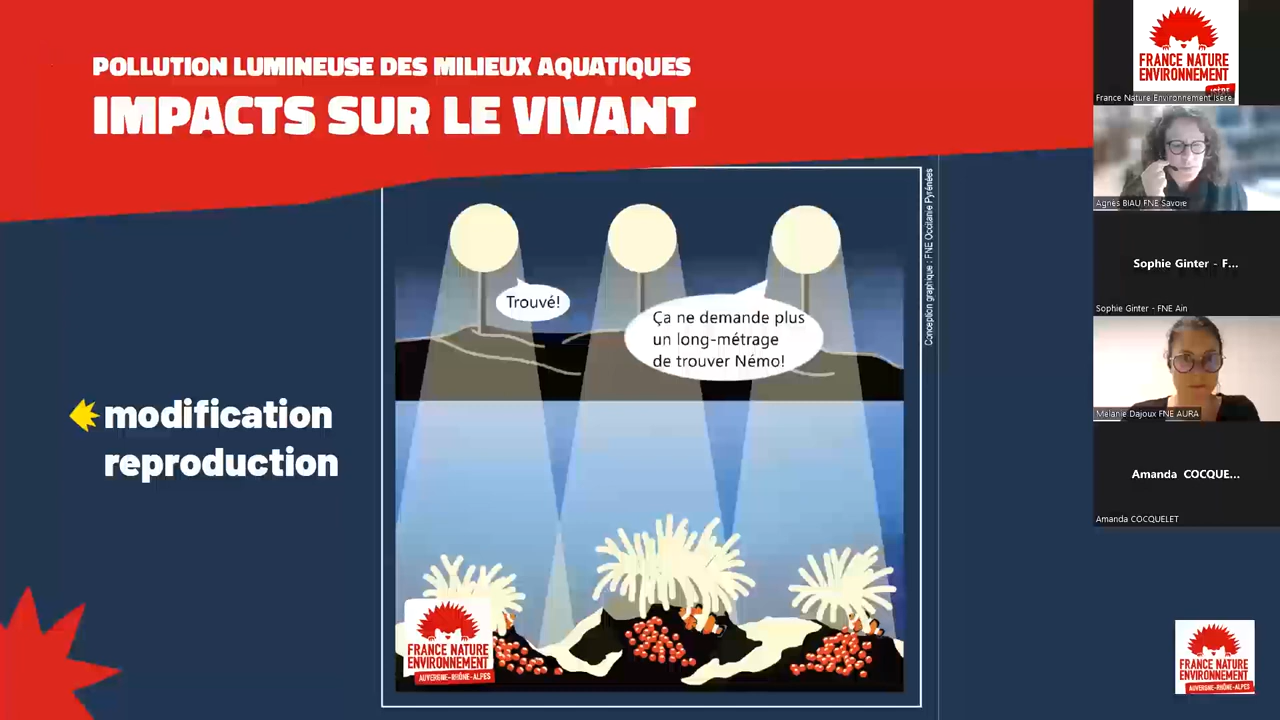 POLLUTION LUMINEUSE DES MILIEUX AQUATIQUES
IMPACTS SUR LE VIVANT
modification
reproduction
Trouvé!
Ça ne demande plus
un long-métrage
de trouver Némo!
Conception graphique : FNE Occitanie Pyrénées
FRANCE NATURE
ENVIRONNEMENT
AUVERGNE-RHÔNE-ALPES
FRANCE NATURE
ENVIRONNEMENT
ISÈRE
France Nature Environnement Isère
Agnès BIAU FNE Savoie
Sophie Ginter - F...
Sophie Ginter - FNE Ain
Mélanie Dajoux FNE AURA
Amanda COCQUE...
Amanda COCQUELET
FRANCE NATURE
ENVIRONNEMENT
AUVERGNE-RHÔNE-ALPES